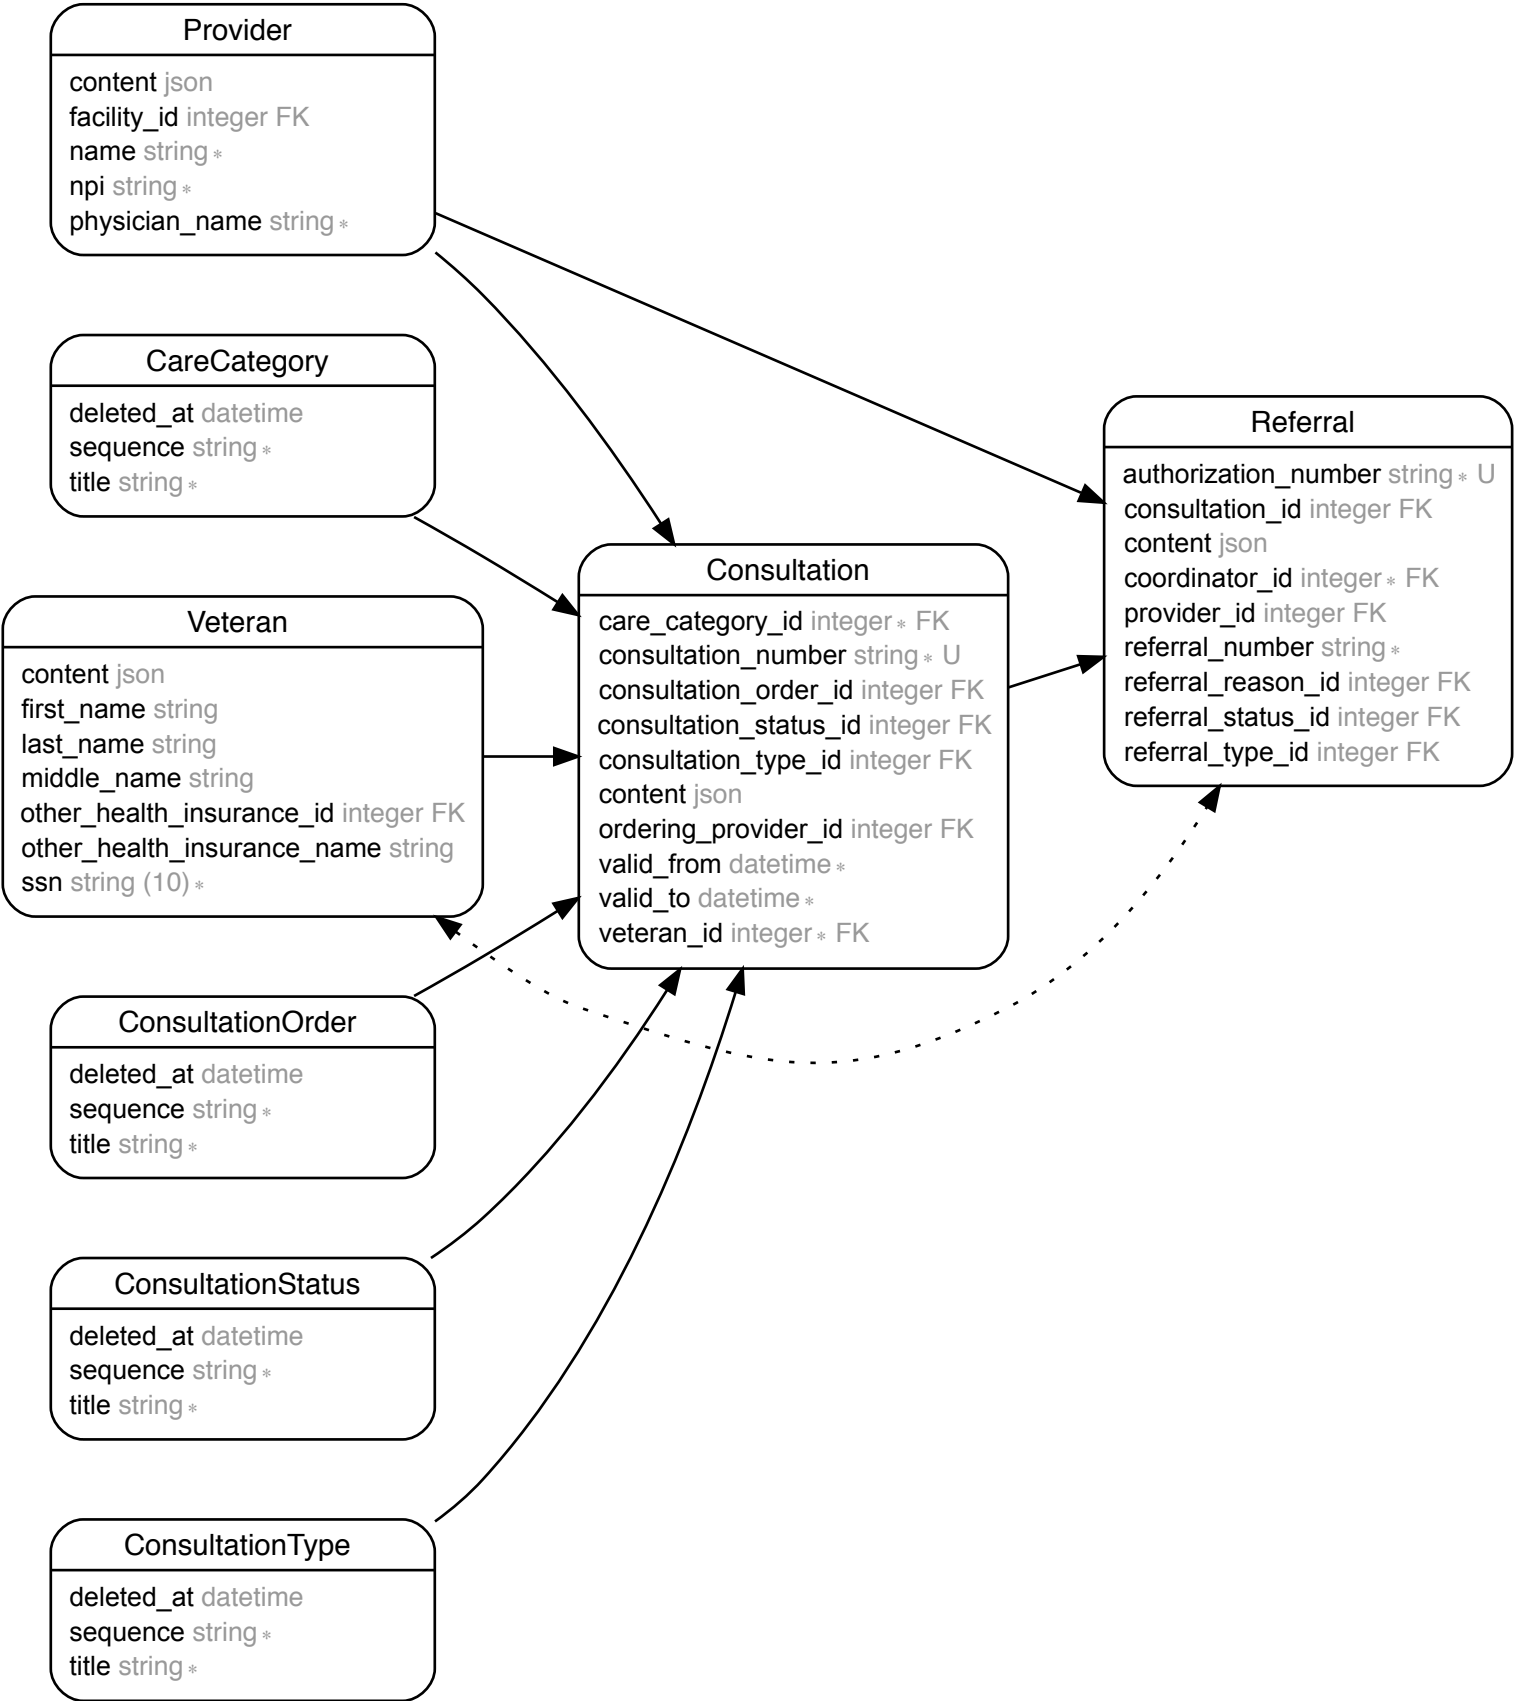 Provider
content json
facility_id integer FK
name string *
npi string *
physician_name string *
CareCategory
deleted_at datetime
sequence string *
title string *
Veteran
content json
first_name string
last_name string
middle_name string
other_health_insurance_id integer FK
other_health_insurance_name string
ssn string (10) *
ConsultationOrder
deleted_at datetime
sequence string *
title string *
ConsultationStatus
deleted_at datetime
sequence string *
title string *
ConsultationType
deleted_at datetime
sequence string *
title string *
Consultation
care_category_id integer * FK
consultation_number string * U
consultation_order_id integer FK
consultation_status_id integer FK
consultation_type_id integer FK
content json
ordering_provider_id integer FK
valid_from datetime *
valid_to datetime *
veteran_id integer * FK
Referral
authorization_number string * U
consultation_id integer FK
content json
coordinator_id integer * FK
provider_id integer FK
referral_number string *
referral_reason_id integer FK
referral_status_id integer FK
referral_type_id integer FK